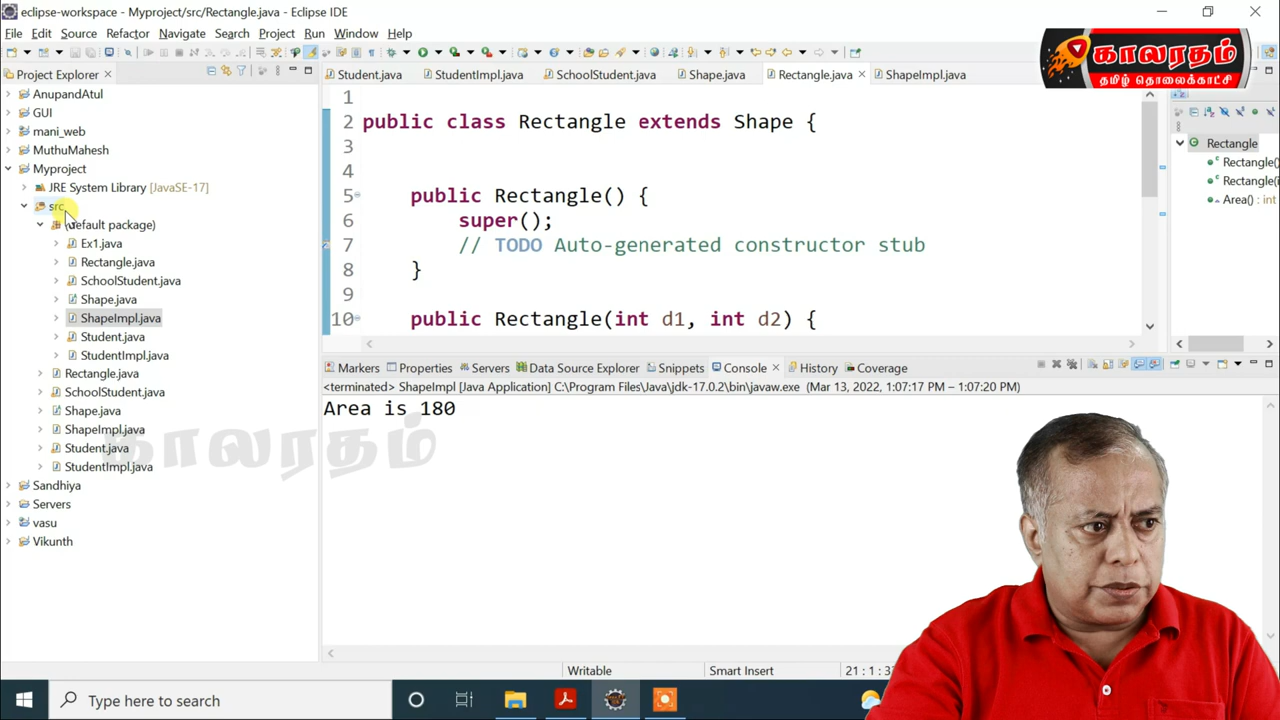 eclipse-workspace - Myproject/src/Rectangle.java - Eclipse IDE
File Edit Source Refactor Navigate Search Project Run Window Help
காலரதம்
தமிழ் தொலைக்காட்சி
Project Explorer
Student.java StudentImpl.java SchoolStudent.java Shape.java Rectangle.java ShapeImpl.java
AnupandAtul
GUI
mani_web
MuthuMahesh
Myproject
JRE System Library [JavaSE-17]
src
(default package)
Ex1.java
Rectangle.java
SchoolStudent.java
Shape.java
ShapeImpl.java
Student.java
StudentImpl.java
Rectangle.java
SchoolStudent.java
Shape.java
ShapeImpl.java
Student.java
StudentImpl.java
Sandhiya
Servers
vasu
Vikunth
காலரதம்
1
2 public class Rectangle extends Shape {
3
4
5 public Rectangle() {
6 super();
7 // TODO Auto-generated constructor stub
8 }
9
10 public Rectangle(int d1, int d2) {
Rectangle
Rectangle()
Rectangle(i
Area() : int
Markers Properties Servers Data Source Explorer Snippets Console History Coverage
<terminated> ShapeImpl [Java Application] C:\Program Files\Java\jdk-17.0.2\bin\javaw.exe (Mar 13, 2022, 1:07:17 PM – 1:07:20 PM)
Area is 180
Writable Smart Insert 21 : 1 : 3
Type here to search